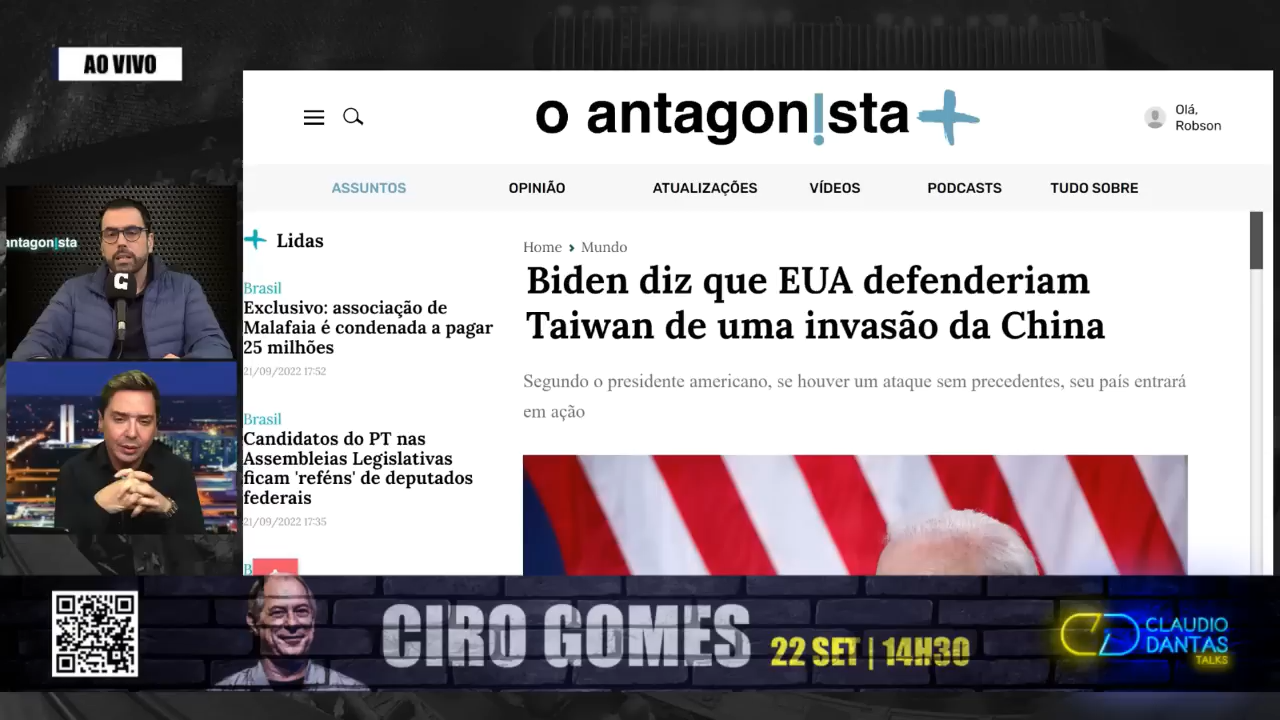 AO VIVO
o antagon!sta+
Olá,
Robson
ASSUNTOS OPINIÃO ATUALIZAÇÕES VÍDEOS PODCASTS TUDO SOBRE
antagon!sta
+ Lidas
Brasil
Exclusivo: associação de
Malafaia é condenada a pagar
25 milhões
21/09/2022 17:52
Brasil
Candidatos do PT nas
Assembleias Legislativas
ficam 'reféns' de deputados
federais
21/09/2022 17:35
Home › Mundo
Biden diz que EUA defenderiam
Taiwan de uma invasão da China
Segundo o presidente americano, se houver um ataque sem precedentes, seu país entrará
em ação
CIRO GOMES
22 SET | 14H30
CD CLAUDIO
DANTAS
TALKS